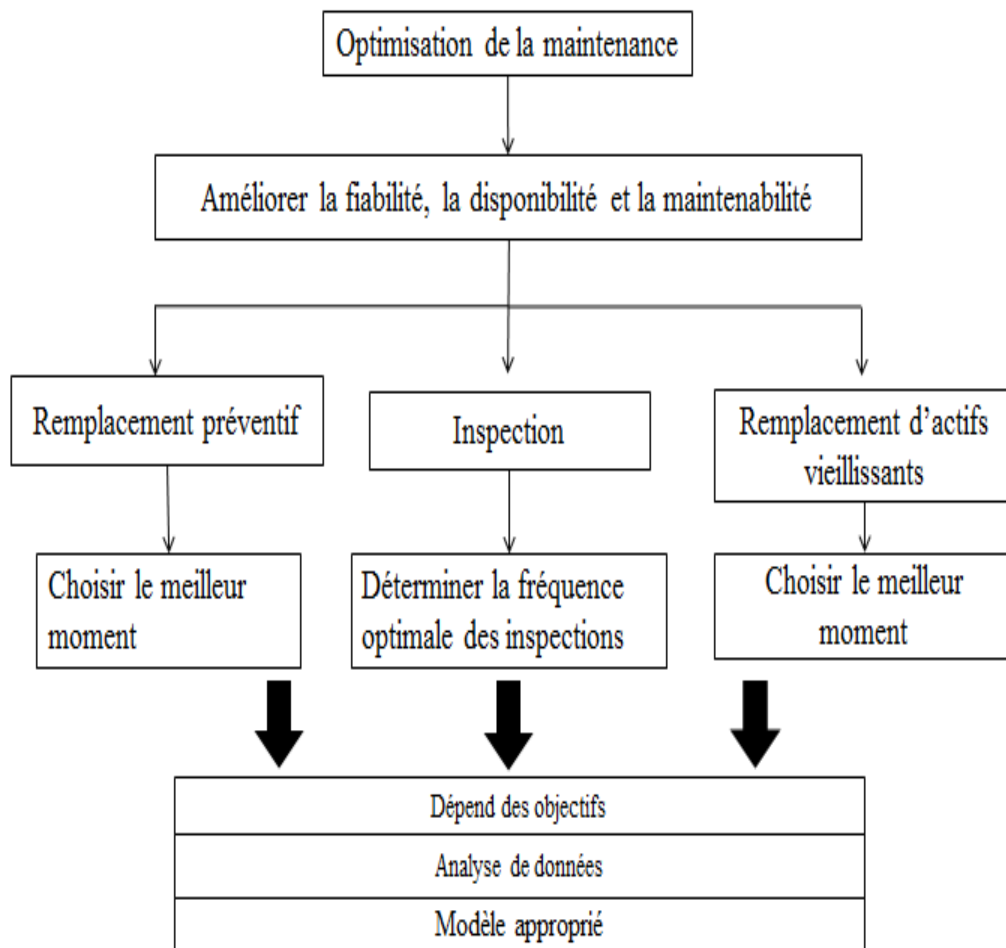 Optimisation de la maintenance
Améliorer la fiabilité, la disponibilité et la maintenabilité
Remplacement préventif
Inspection
Remplacement d'actifs
vieillissants
Choisir le meilleur
moment
Déterminer la fréquence
optimale des inspections
Choisir le meilleur
moment
Dépend des objectifs
Analyse de données
Modèle approprié